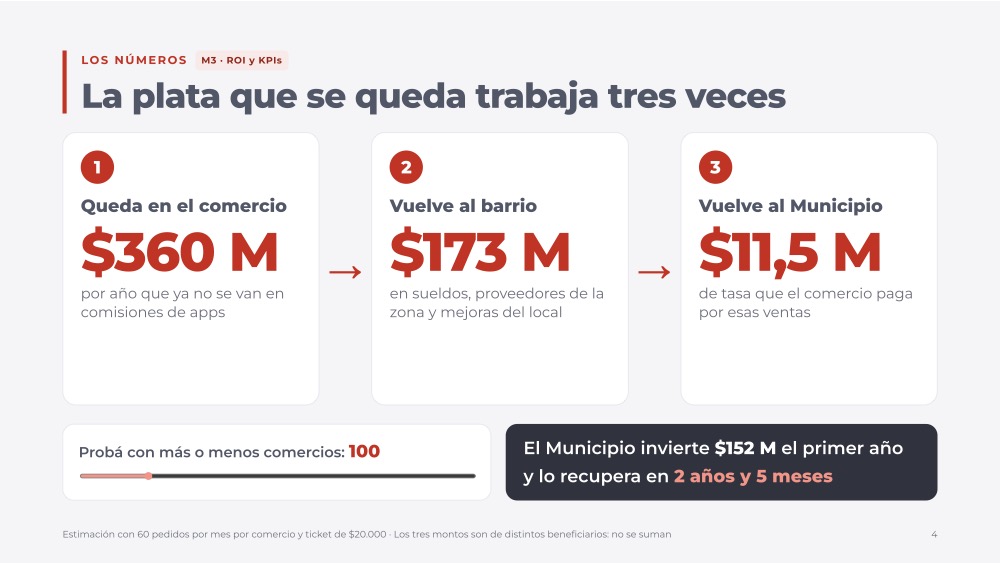 LOS NÚMEROS M3 · ROI y KPIs
La plata que se queda trabaja tres veces
1
Queda en el comercio
$360 M
por año que ya no se van en
comisiones de apps
→
2
Vuelve al barrio
$173 M
en sueldos, proveedores de la
zona y mejoras del local
→
3
Vuelve al Municipio
$11,5 M
de tasa que el comercio paga
por esas ventas
Probá con más o menos comercios: 100
El Municipio invierte $152 M el primer año
y lo recupera en 2 años y 5 meses
Estimación con 60 pedidos por mes por comercio y ticket de $20.000 · Los tres montos son de distintos beneficiarios: no se suman
4